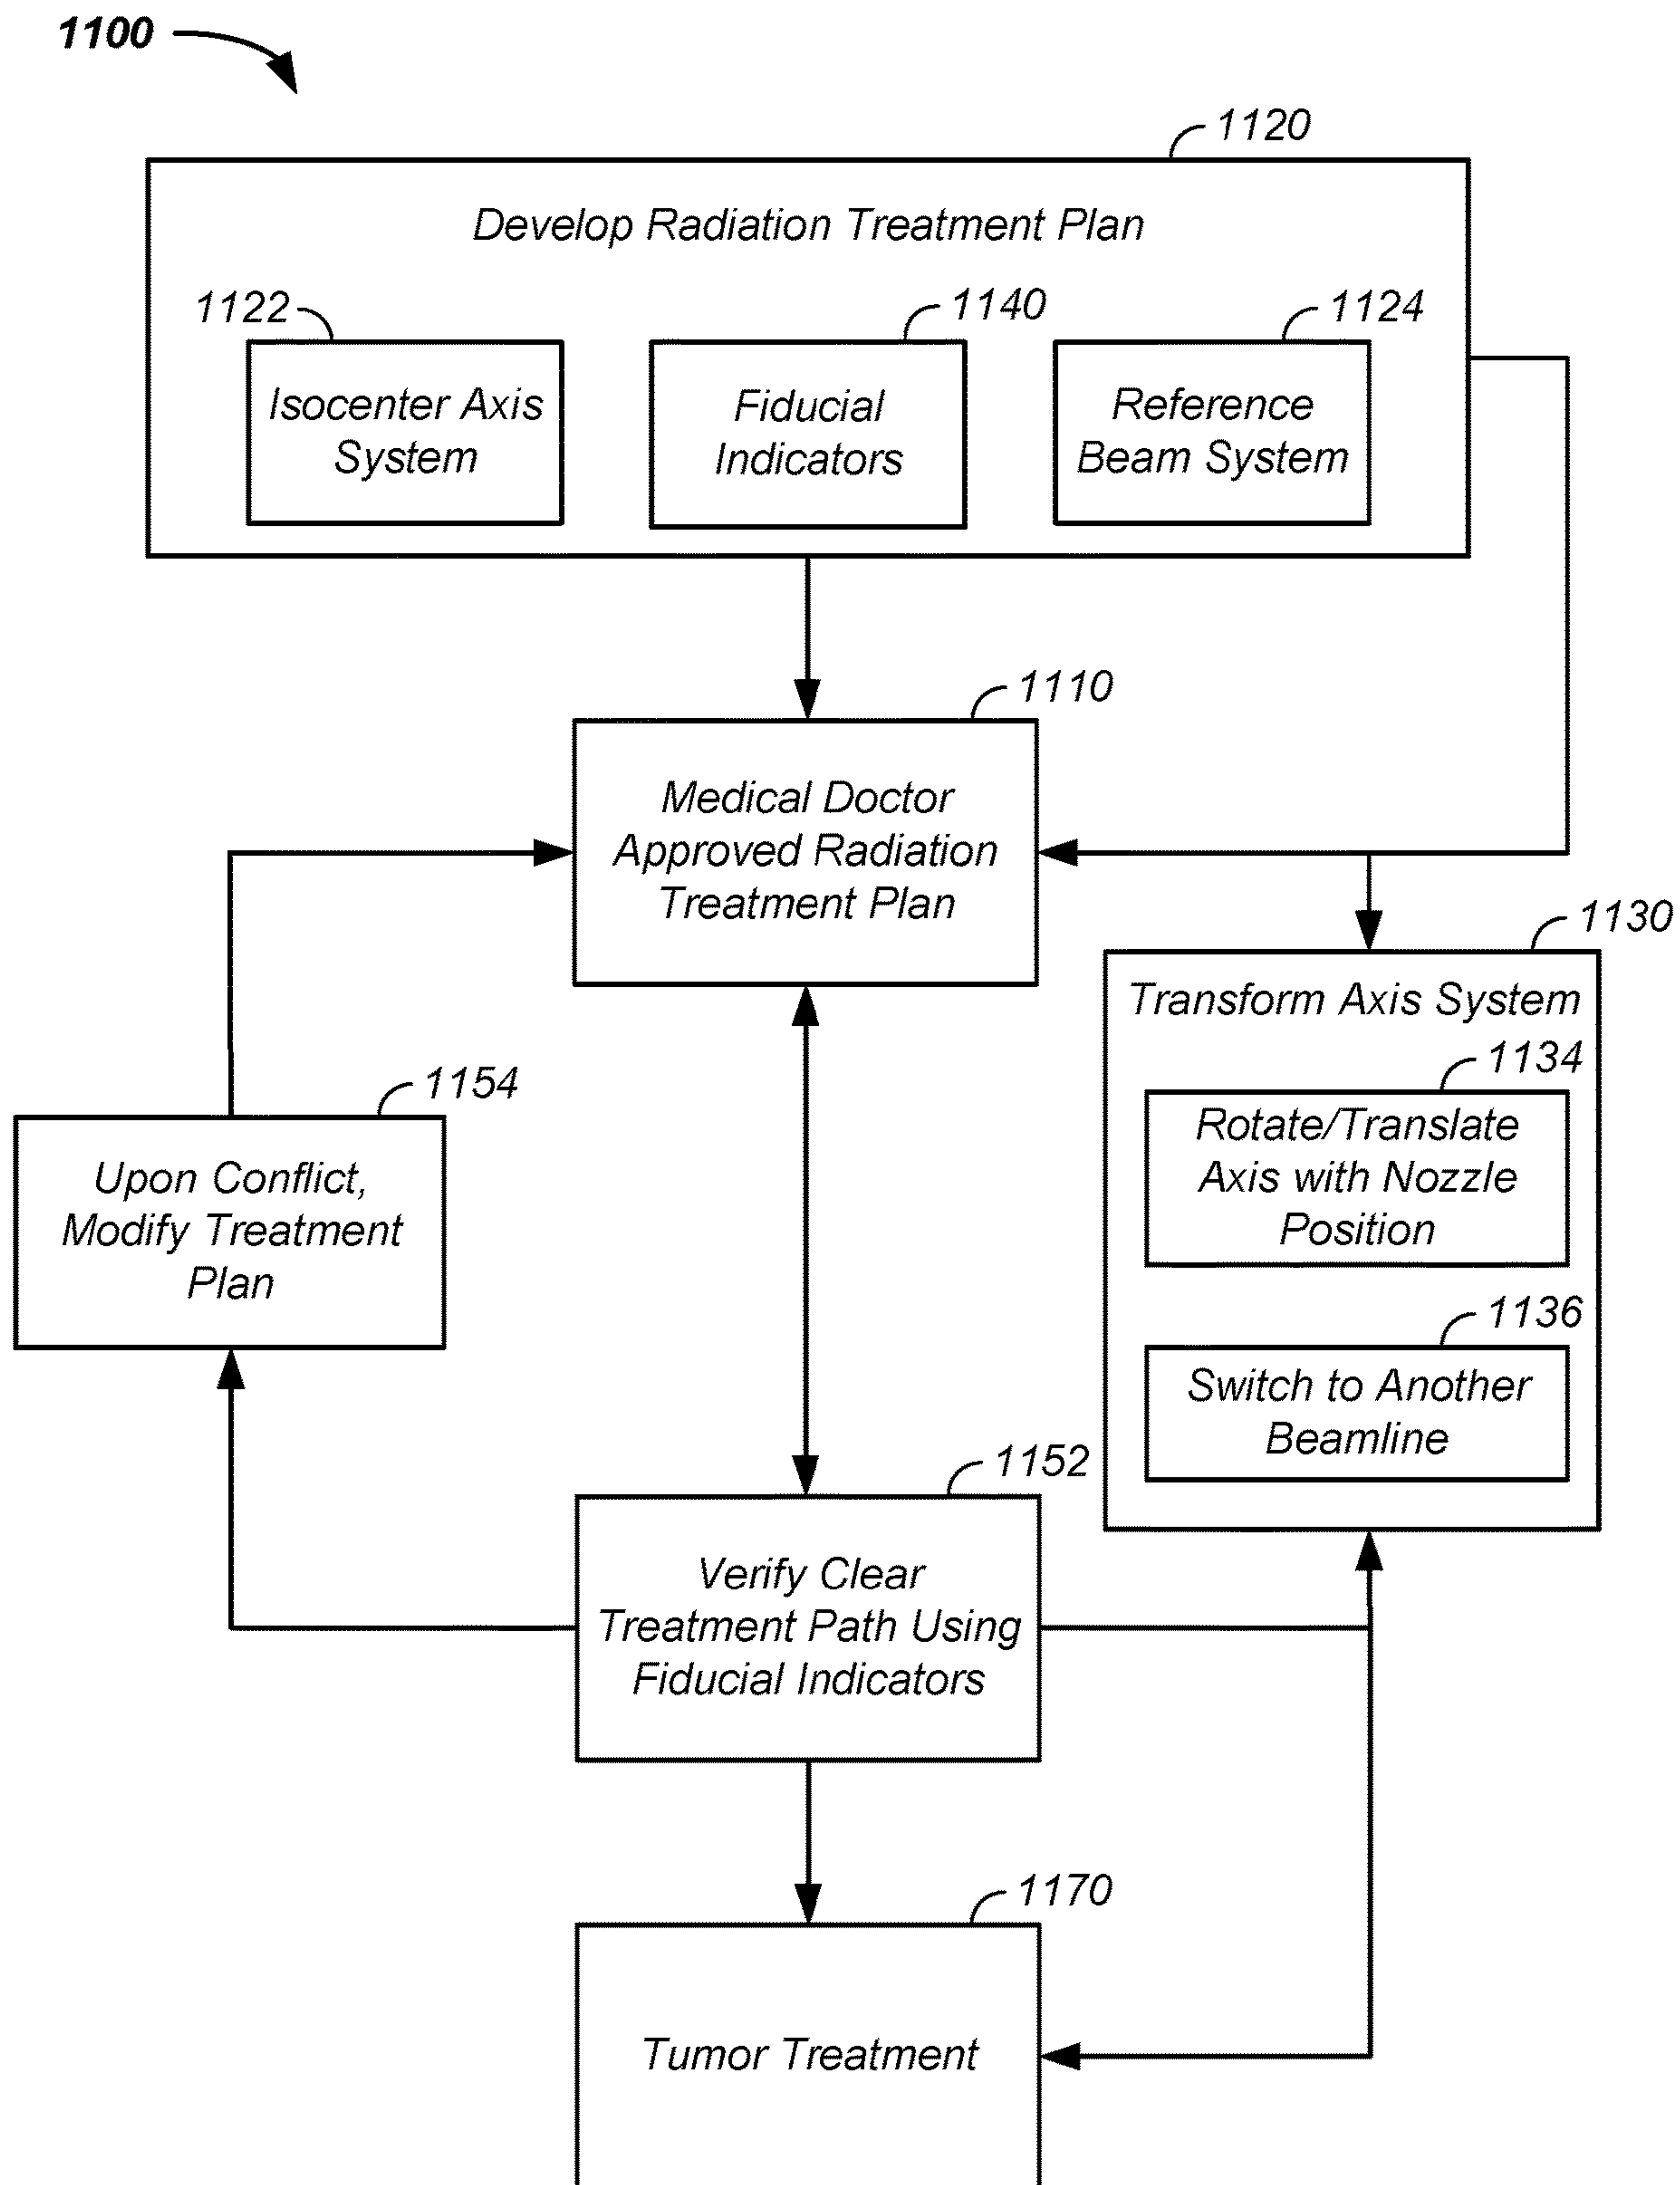 1100
1120
Develop Radiation Treatment Plan
1122
1140
1124
Isocenter Axis
System
Fiducial
Indicators
Reference
Beam System
1110
Medical Doctor
Approved Radiation
Treatment Plan
1130
Transform Axis System
1134
Rotate/Translate
Axis with Nozzle
Position
1154
Upon Conflict,
Modify Treatment
Plan
1136
Switch to Another
Beamline
1152
Verify Clear
Treatment Path Using
Fiducial Indicators
1170
Tumor Treatment